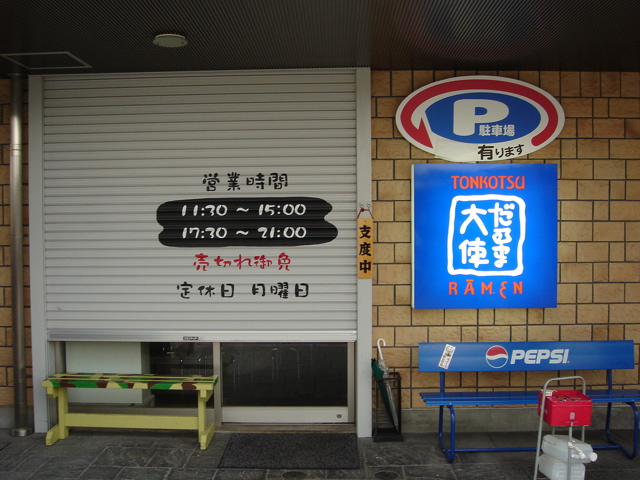 P
駐車場
有ります
営業時間
11:30 ～ 15:00
17:30 ～ 21:00
売切れ御免
定休日 月曜日
支度中
TONKOTSU
だるま
大使
RAMEN
PEPSI